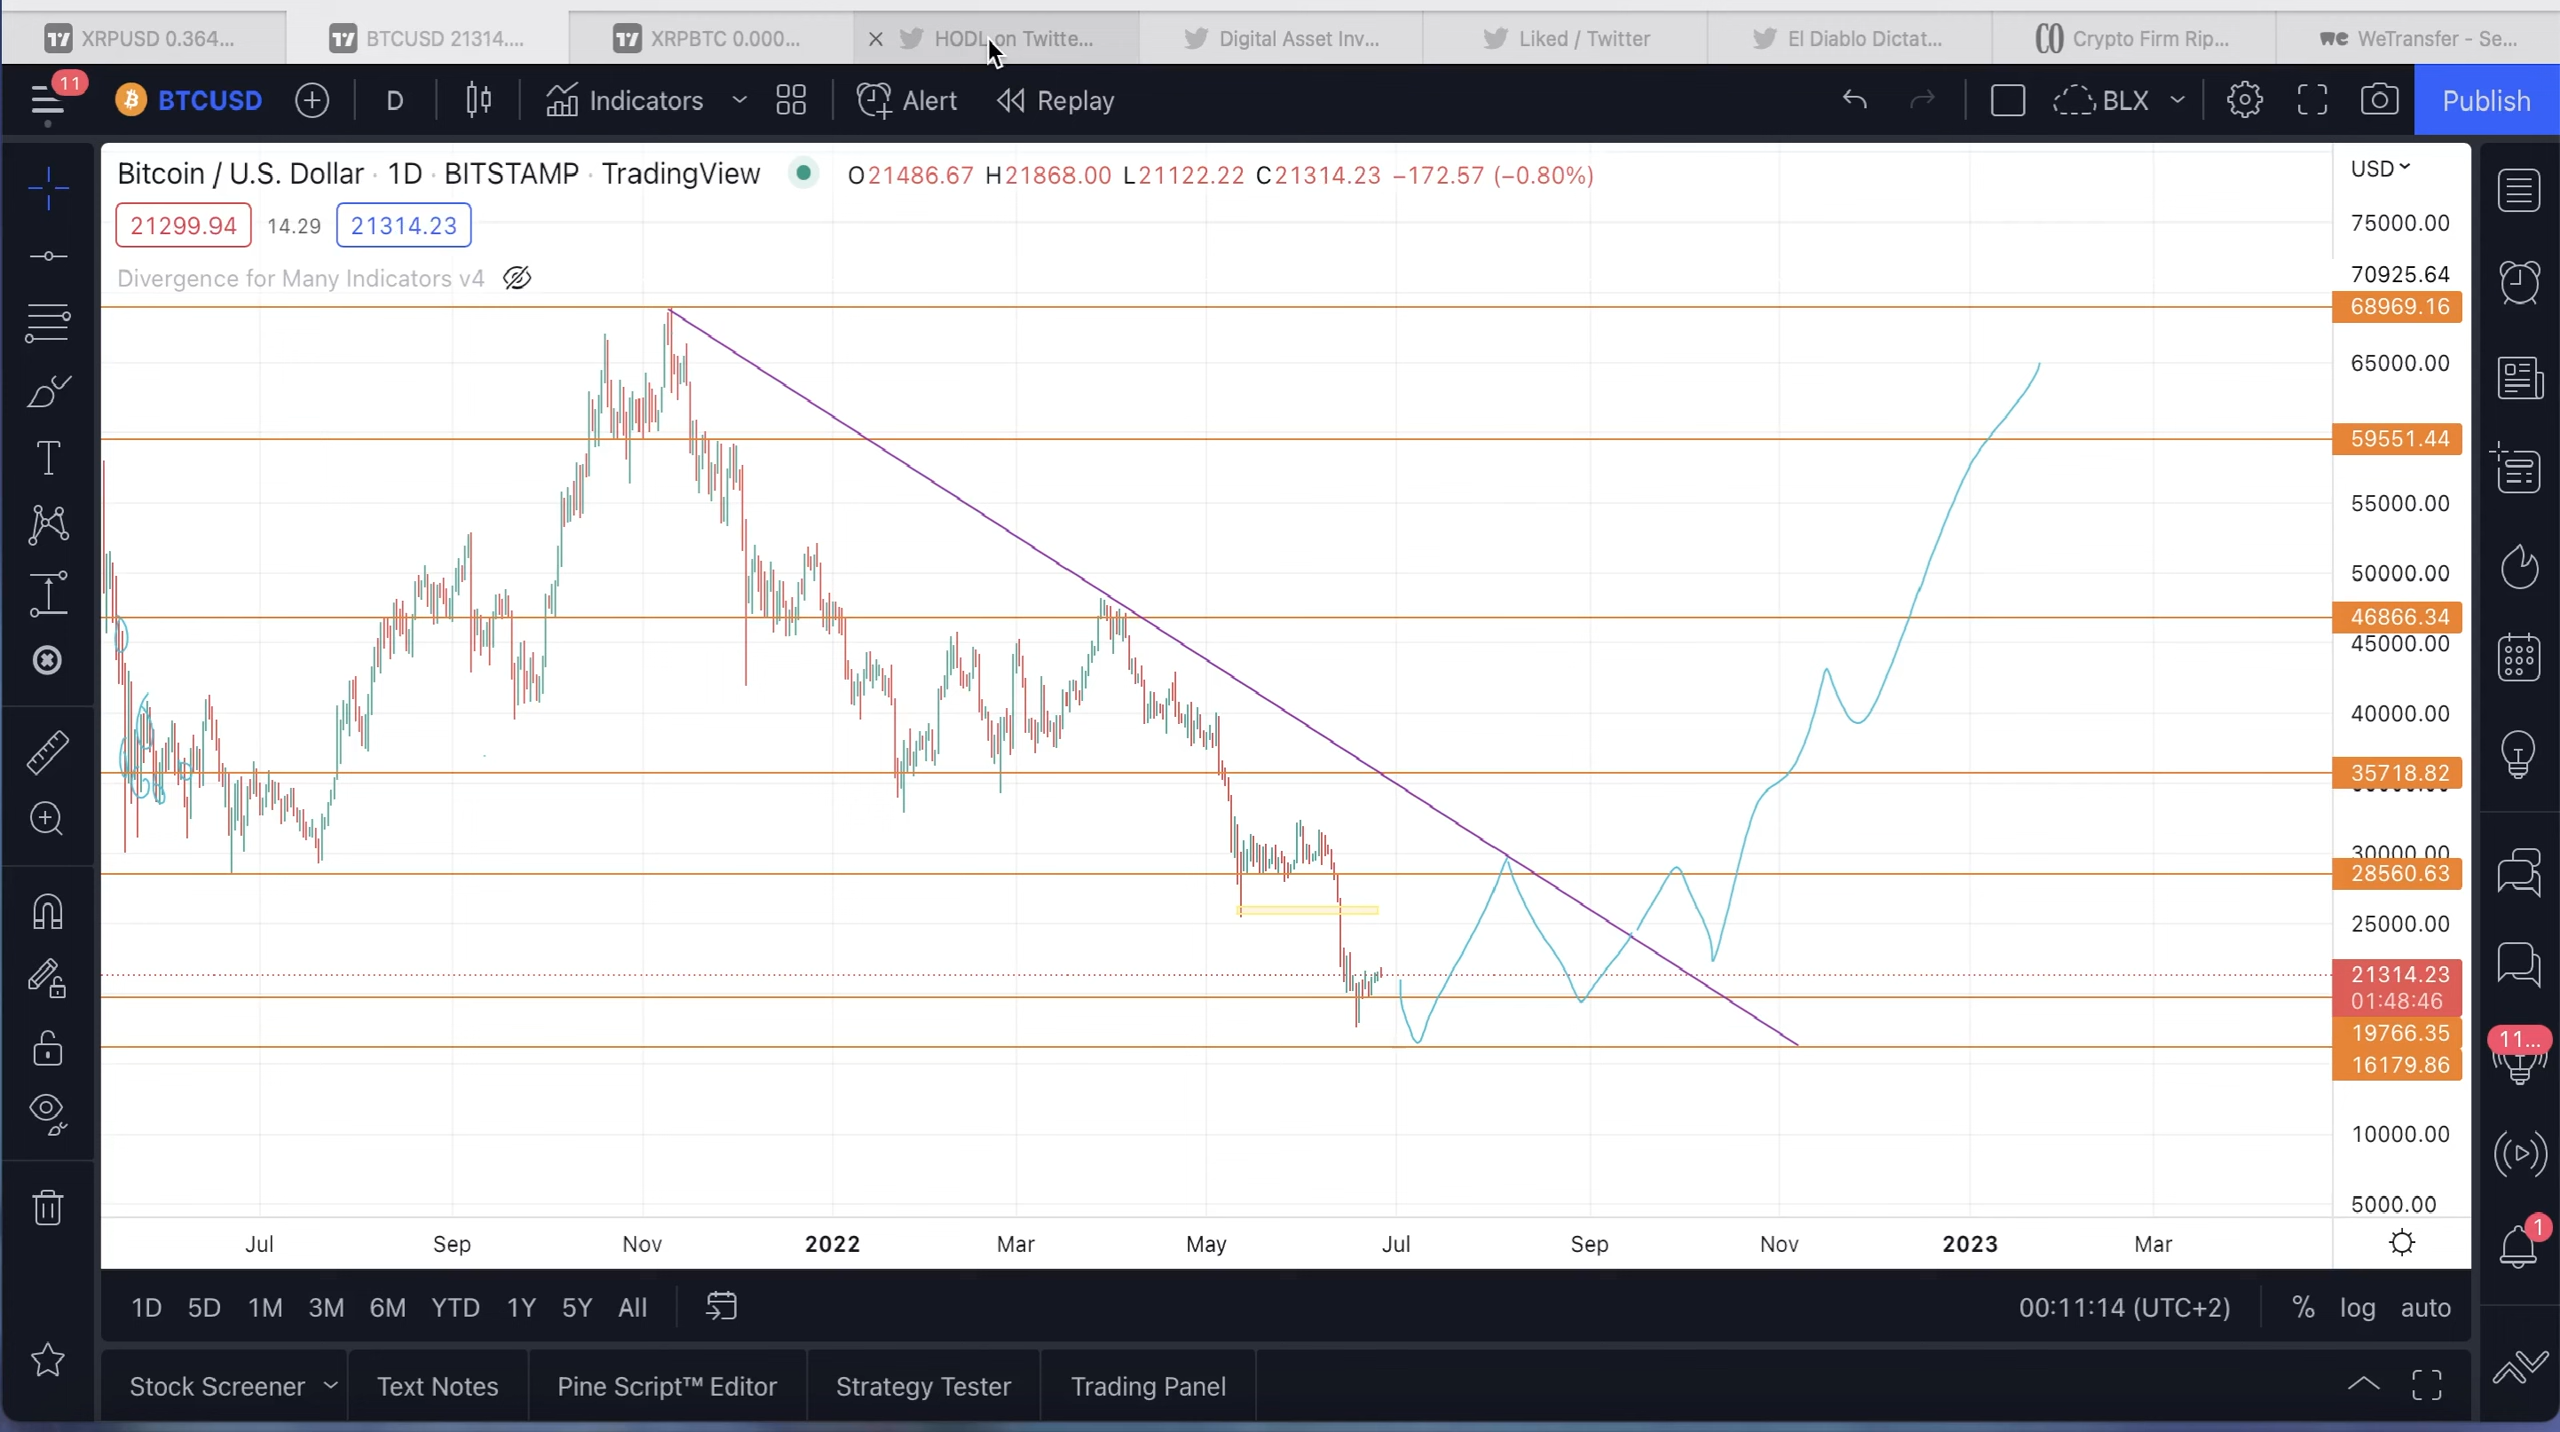 XRPUSD 0.364... BTCUSD 21314.... XRPBTC 0.000... HODL on Twitte... Digital Asset Inv... Liked / Twitter El Diablo Dictat... Crypto Firm Rip... WeTransfer - Se...
11 BTCUSD D Indicators Alert Replay BLX Publish
Bitcoin / U.S. Dollar · 1D · BITSTAMP · TradingView O21486.67 H21868.00 L21122.22 C21314.23 −172.57 (−0.80%) USD
21299.94 14.29 21314.23
Divergence for Many Indicators v4
75000.00
70925.64
68969.16
65000.00
59551.44
55000.00
50000.00
46866.34
45000.00
40000.00
35718.82
30000.00
28560.63
25000.00
21314.23
01:48:46
19766.35
16179.86
10000.00
5000.00
11...
1
Jul Sep Nov 2022 Mar May Jul Sep Nov 2023 Mar
1D 5D 1M 3M 6M YTD 1Y 5Y All 00:11:14 (UTC+2) % log auto
Stock Screener Text Notes Pine Script™ Editor Strategy Tester Trading Panel